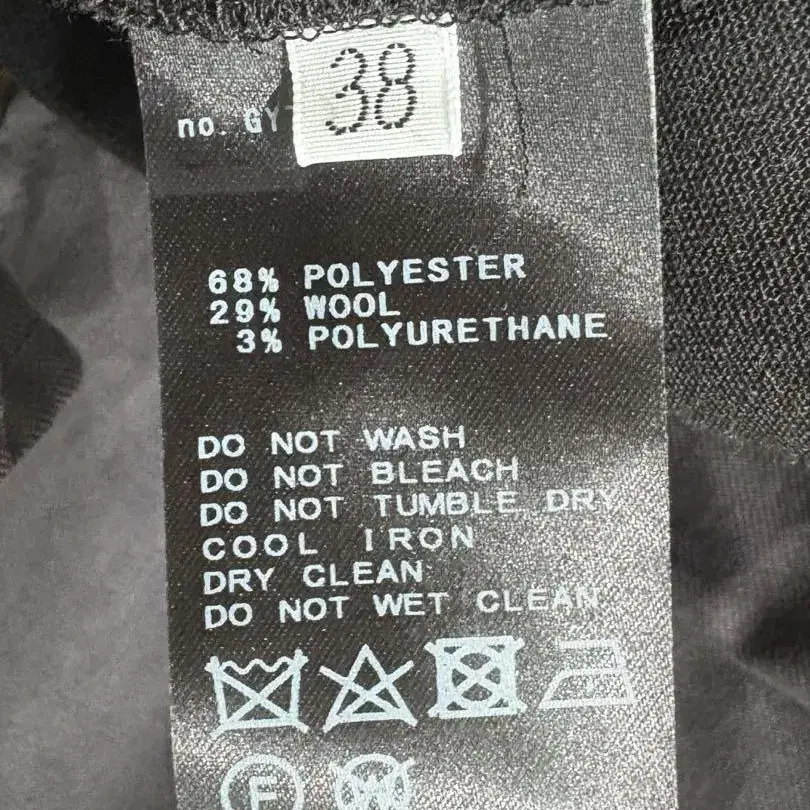 38
no. GY
68% POLYESTER
29% WOOL
3% POLYURETHANE
DO NOT WASH
DO NOT BLEACH
DO NOT TUMBLE DRY
COOL IRON
DRY CLEAN
DO NOT WET CLEAN
F W